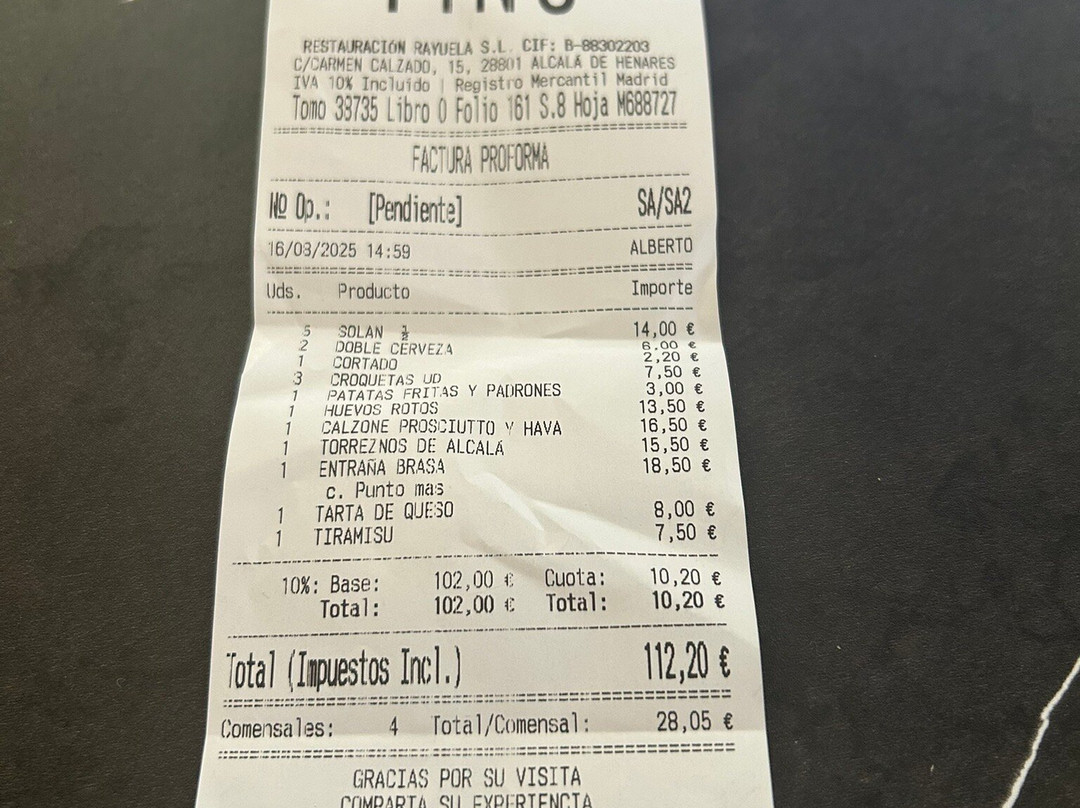 RESTAURACIÓN RAYUELA S.L. CIF: B-88302203
C/CARMEN CALZADO, 15, 28801 ALCALÁ DE HENARES
IVA 10% Incluido | Registro Mercantil Madrid
Tomo 38735 Libro 0 Folio 161 S.8 Hoja M688727
FACTURA PROFORMA
Nº Op.: [Pendiente] SA/SA2
16/08/2025 14:59 ALBERTO
Uds. Producto Importe
5 SOLAN ½ 14,00 €
2 DOBLE CERVEZA 6,00 €
1 CORTADO 2,20 €
3 CROQUETAS UD 7,50 €
1 PATATAS FRITAS Y PADRONES 3,00 €
1 HUEVOS ROTOS 13,50 €
1 CALZONE PROSCIUTTO Y HAVA 16,50 €
1 TORREZNOS DE ALCALÁ 15,50 €
1 ENTRAÑA BRASA 18,50 €
c. Punto mas
1 TARTA DE QUESO 8,00 €
1 TIRAMISU 7,50 €
10%: Base: 102,00 € Cuota: 10,20 €
Total: 102,00 € Total: 10,20 €
Total (Impuestos Incl.) 112,20 €
Comensales: 4 Total/Comensal: 28,05 €
GRACIAS POR SU VISITA
COMPARTA SU EXPERIENCIA